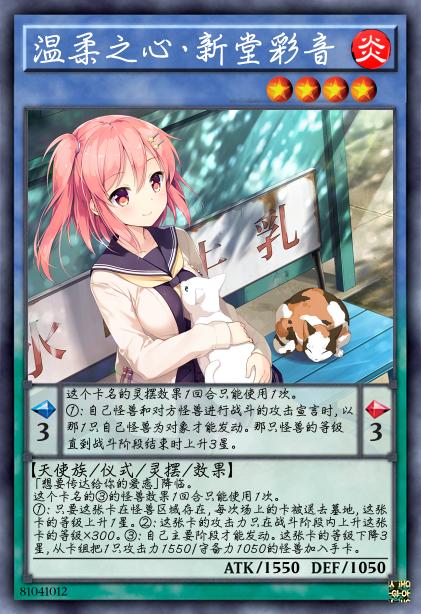 温柔之心·新堂彩音
炎
上 乳
氷
这个卡名的灵摆效果1回合只能使用1次。
①：自己怪兽和对方怪兽进行战斗的攻击宣言时，以
那1只自己怪兽为对象才能发动。那只怪兽的等级
直到战斗阶段结束时上升3星。
3
3
【天使族/仪式/灵摆/效果】
「想要传达给你的爱恋」降临。
这个卡名的③的怪兽效果1回合只能使用1次。
①：只要这张卡在怪兽区域存在，每次场上的卡被送去墓地，这张
卡的等级上升1星。②：这张卡的攻击力只在战斗阶段内上升这张
卡的等级×300。③：自己主要阶段才能发动。这张卡的等级下降3
星，从卡组把1只攻击力1550/守备力1050的怪兽加入手卡。
ATK/1550 DEF/1050
81041012